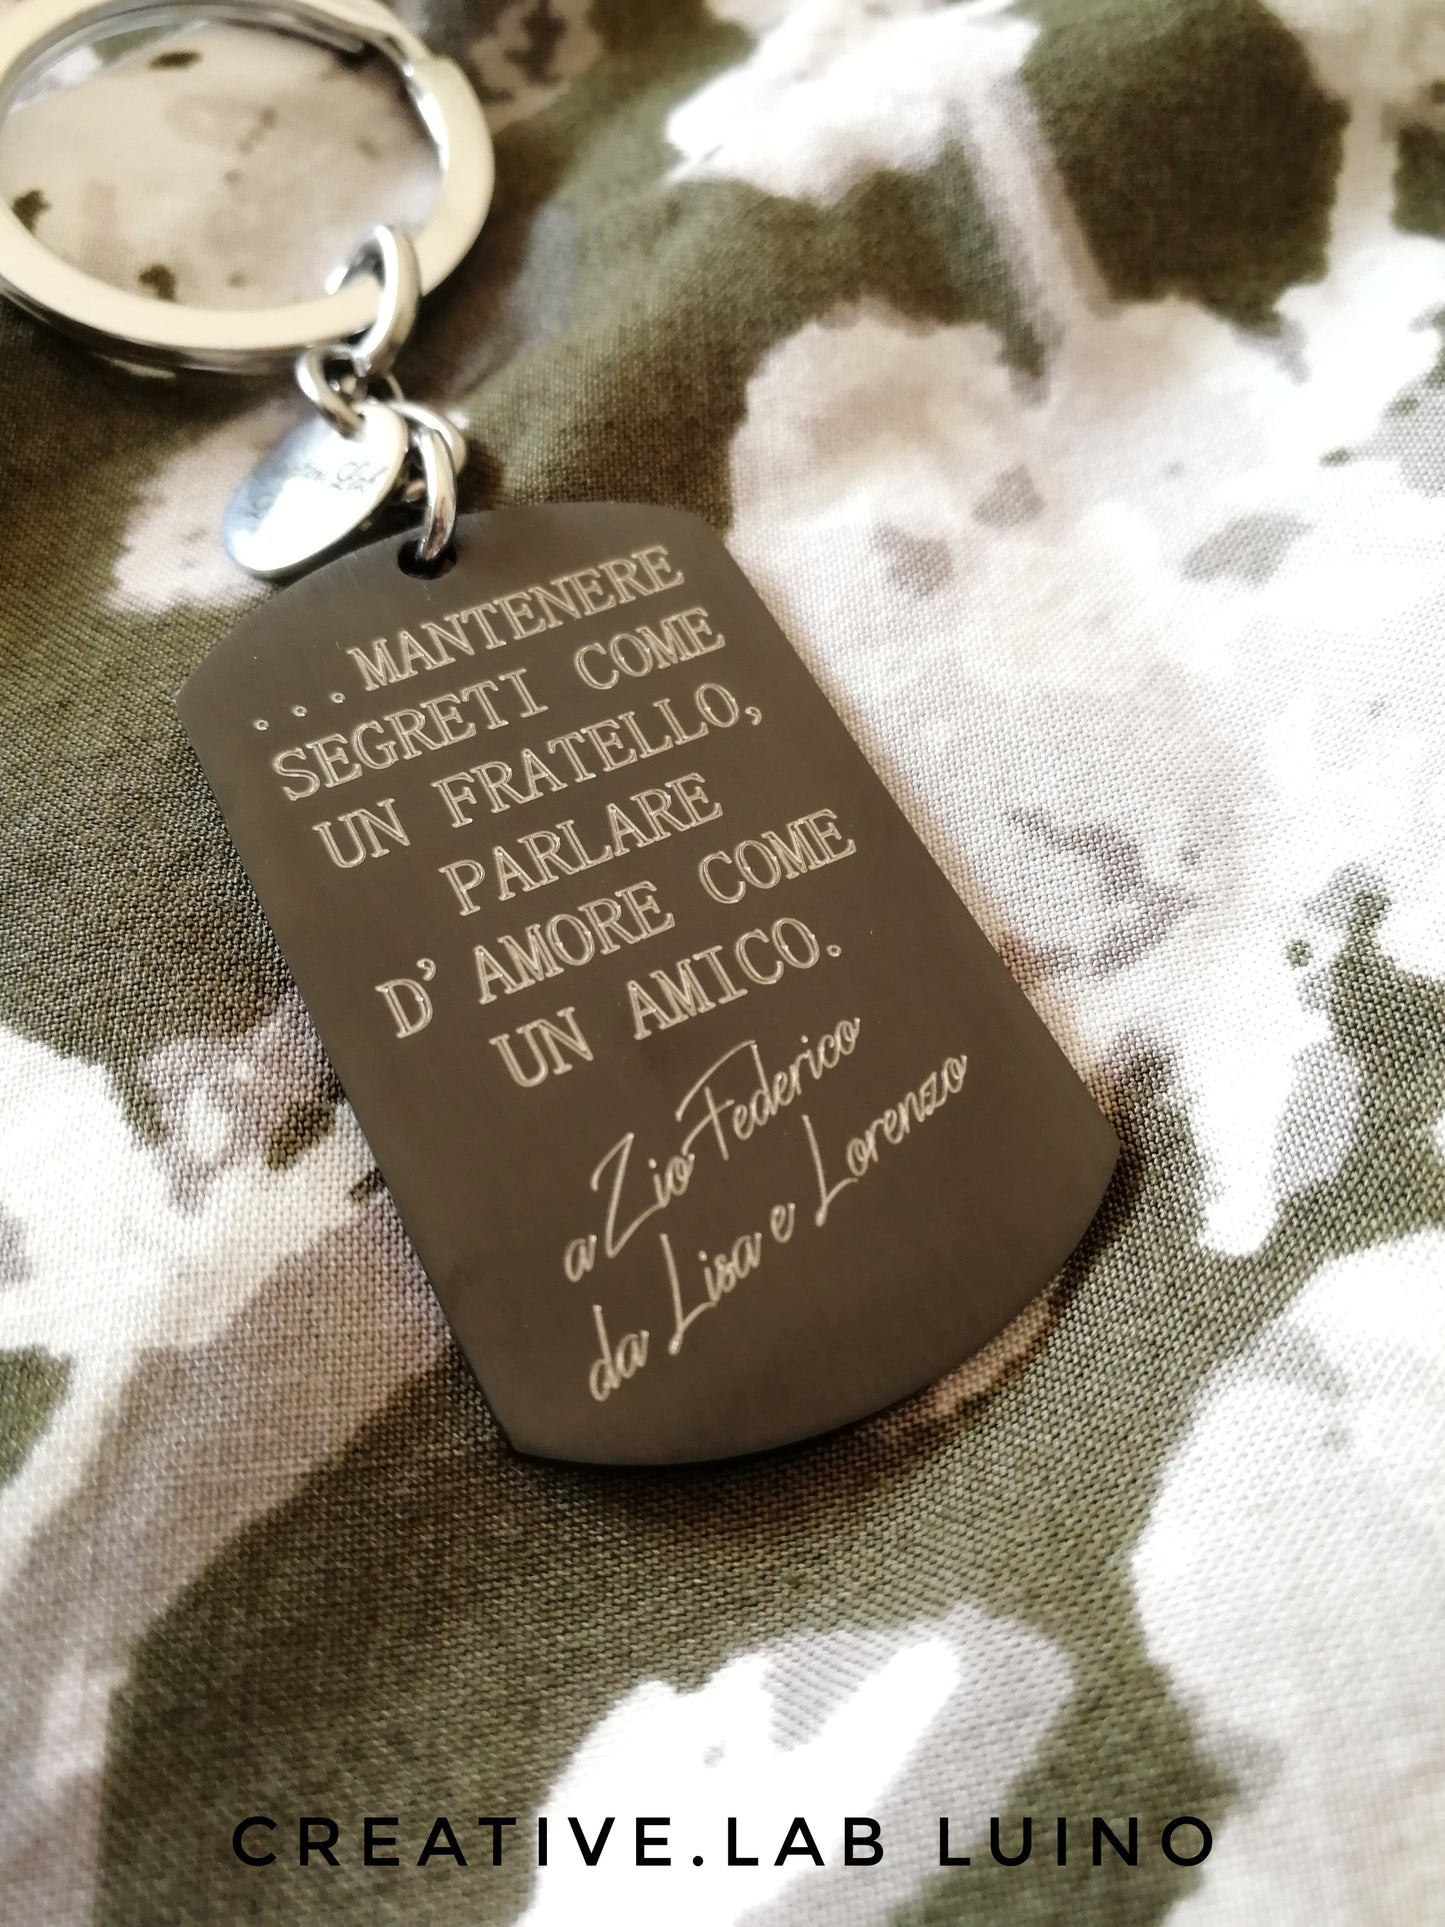 ...MANTENERE
SEGRETI COME
UN FRATELLO,
PARLARE
D' AMORE COME
UN AMICO.
a Zio Federico
da Lisa e Lorenzo
CREATIVE.LAB LUINO